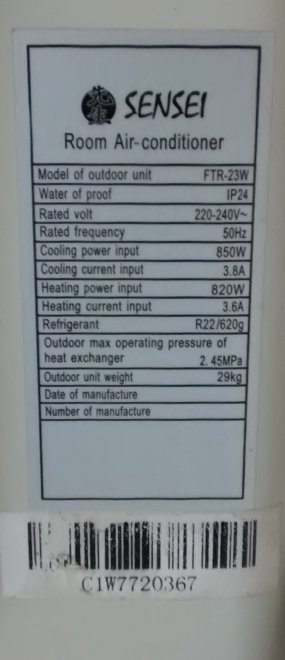 先生
SENSEI
Room Air-conditioner
Model of outdoor unit FTR-23W
Water of proof IP24
Rated volt 220-240V~
Rated frequency 50Hz
Cooling power input 850W
Cooling current input 3.8A
Heating power input 820W
Heating current input 3.6A
Refrigerant R22/620g
Outdoor max operating pressure of
heat exchanger 2.45MPa
Outdoor unit weight 29kg
Date of manufacture
Number of manufacture
C1W7720367